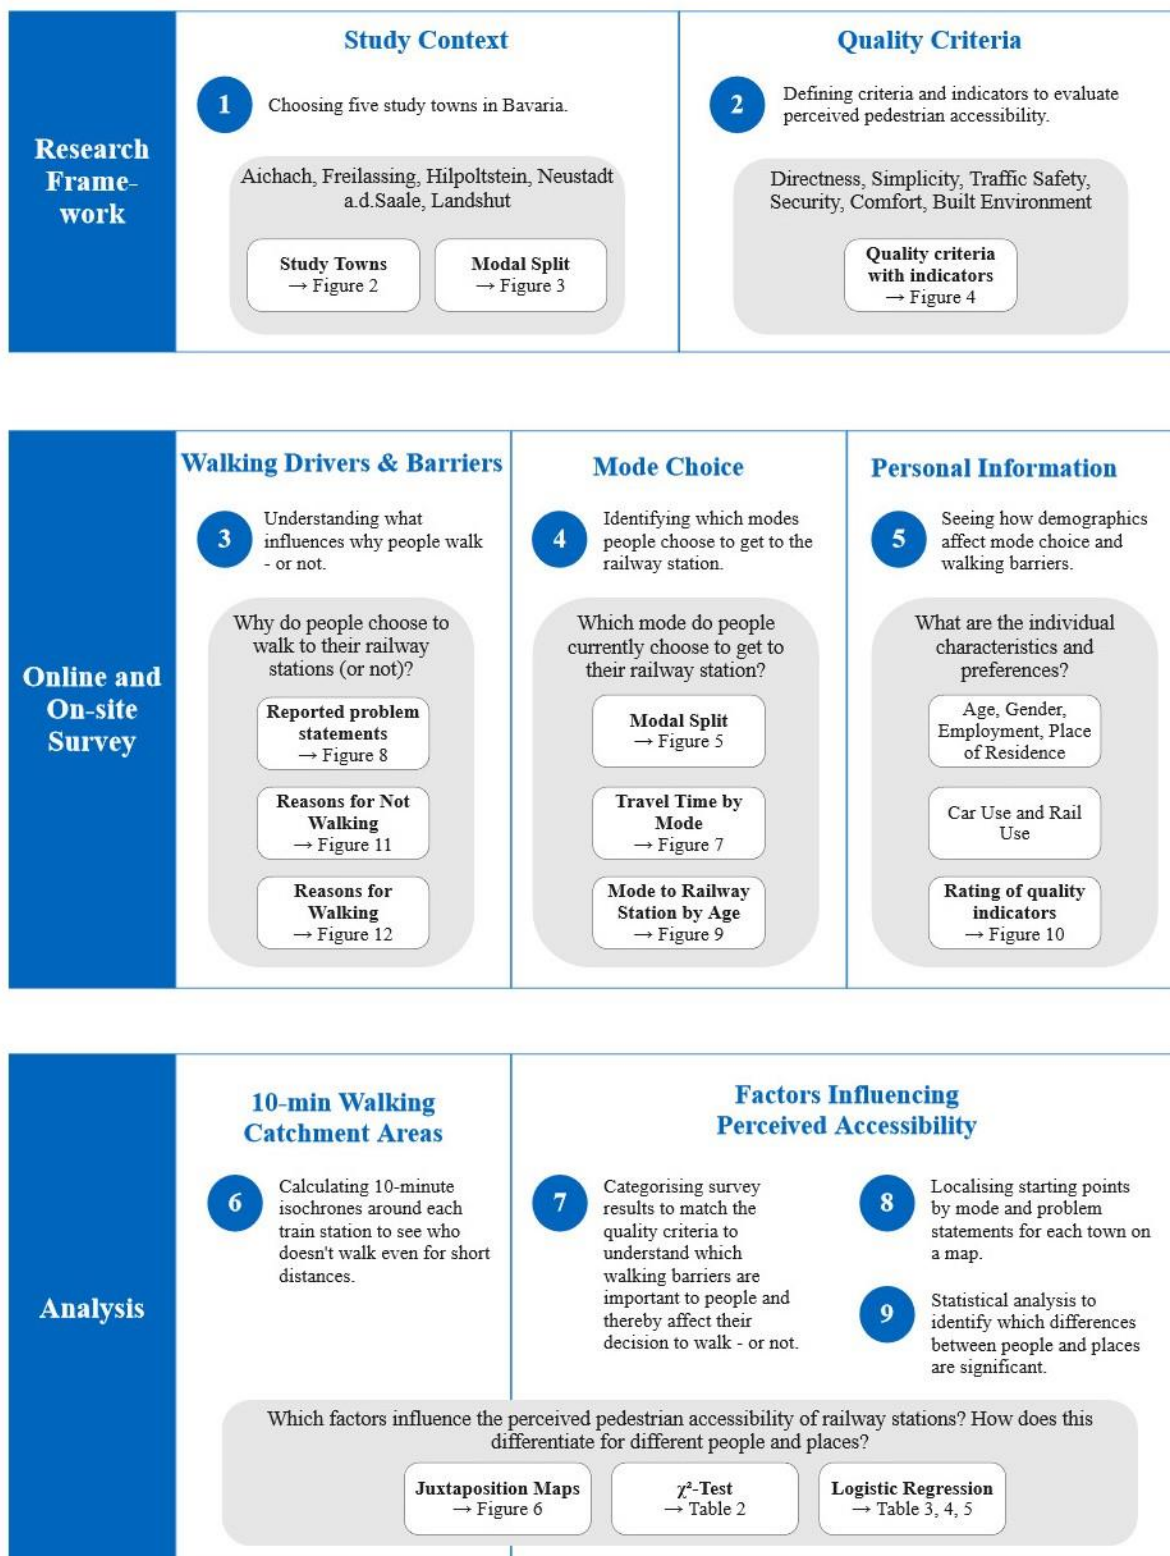 Research
Frame-
work
Study Context
1
Choosing five study towns in Bavaria.
Aichach, Freilassing, Hilpoltstein, Neustadt
a.d.Saale, Landshut
Study Towns
→ Figure 2
Modal Split
→ Figure 3
Quality Criteria
2
Defining criteria and indicators to evaluate
perceived pedestrian accessibility.
Directness, Simplicity, Traffic Safety,
Security, Comfort, Built Environment
Quality criteria
with indicators
→ Figure 4
Online and
On-site
Survey
Walking Drivers & Barriers
3
Understanding what
influences why people walk
- or not.
Why do people choose to
walk to their railway
stations (or not)?
Reported problem
statements
→ Figure 8
Reasons for Not
Walking
→ Figure 11
Reasons for
Walking
→ Figure 12
Mode Choice
4
Identifying which modes
people choose to get to the
railway station.
Which mode do people
currently choose to get to
their railway station?
Modal Split
→ Figure 5
Travel Time by
Mode
→ Figure 7
Mode to Railway
Station by Age
→ Figure 9
Personal Information
5
Seeing how demographics
affect mode choice and
walking barriers.
What are the individual
characteristics and
preferences?
Age, Gender,
Employment, Place
of Residence
Car Use and Rail
Use
Rating of quality
indicators
→ Figure 10
Analysis
10-min Walking
Catchment Areas
6
Calculating 10-minute
isochrones around each
train station to see who
doesn't walk even for short
distances.
Factors Influencing
Perceived Accessibility
7
Categorising survey
results to match the
quality criteria to
understand which
walking barriers are
important to people and
thereby affect their
decision to walk - or not.
8
Localising starting points
by mode and problem
statements for each town on
a map.
9
Statistical analysis to
identify which differences
between people and places
are significant.
Which factors influence the perceived pedestrian accessibility of railway stations? How does this
differentiate for different people and places?
Juxtaposition Maps
→ Figure 6
χ²-Test
→ Table 2
Logistic Regression
→ Table 3, 4, 5